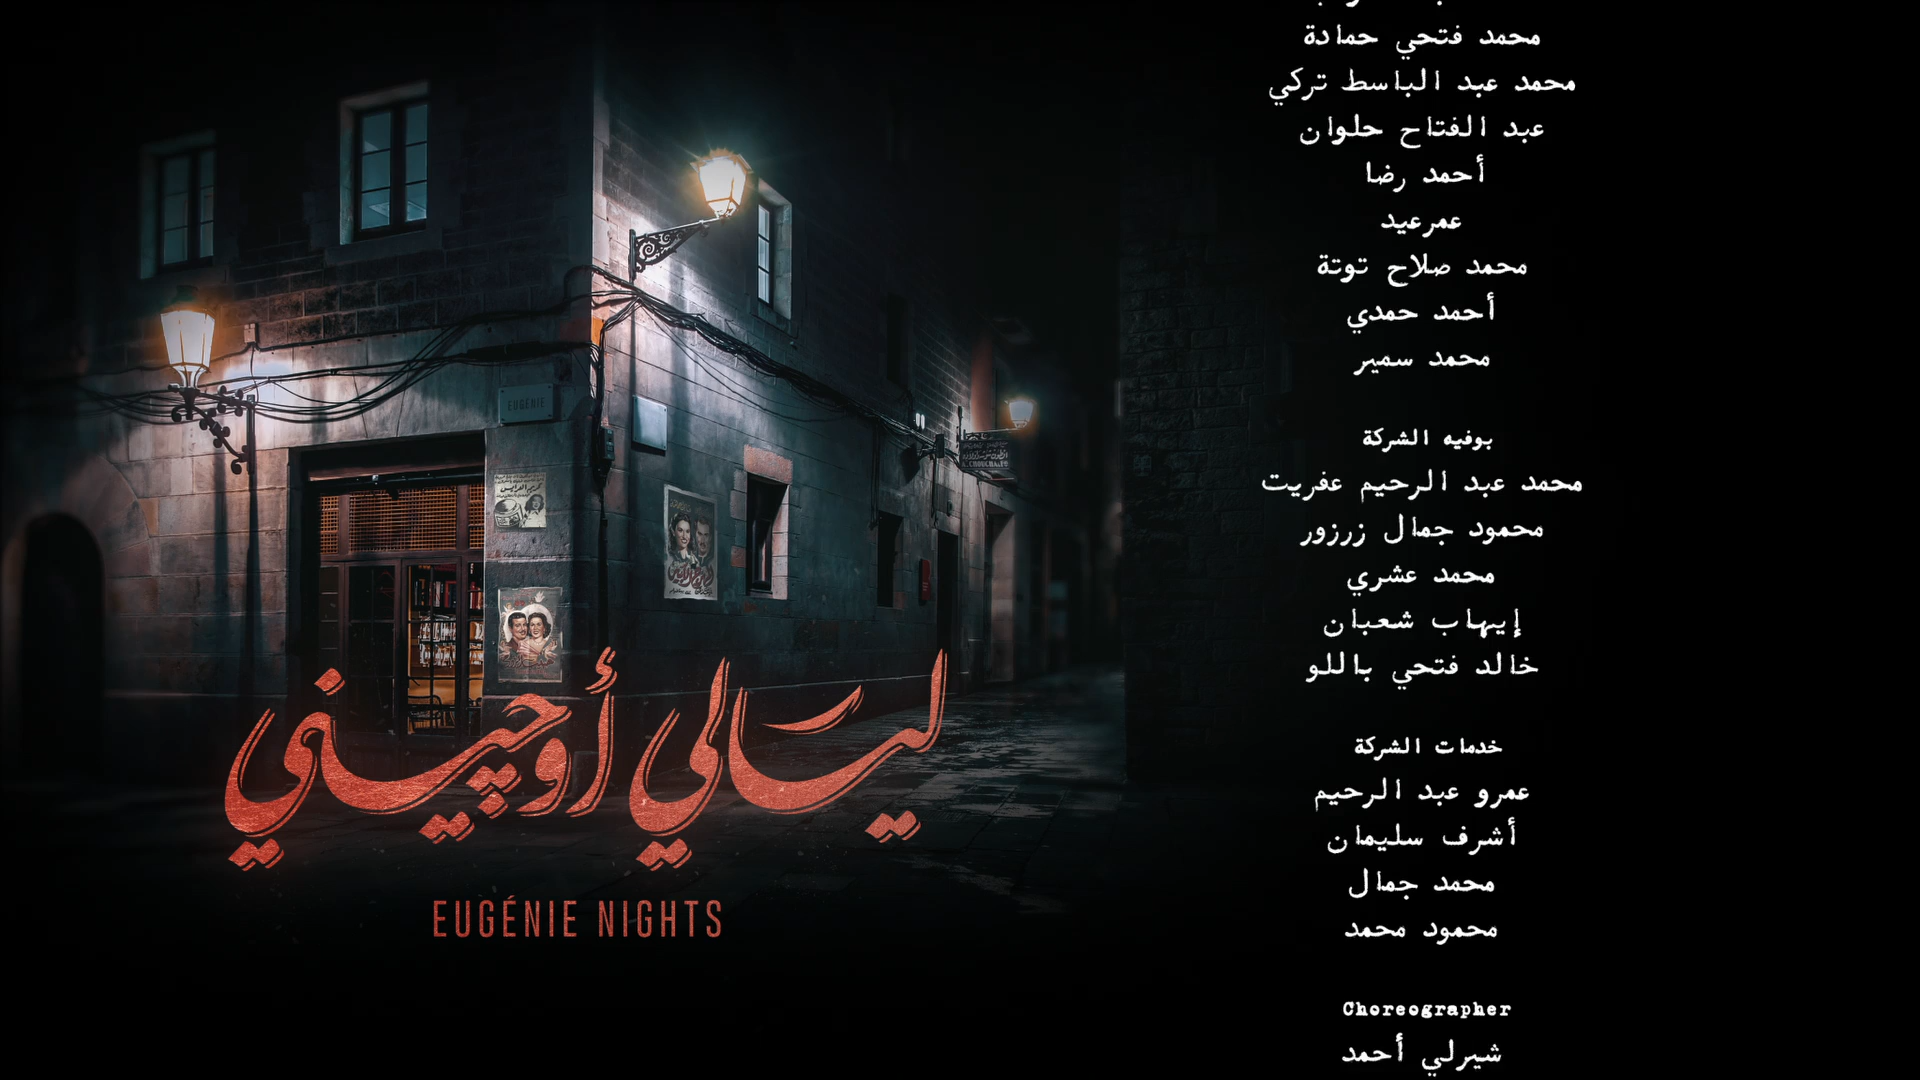 محمد فتحي حمادة
محمد عبد الباسط تركي
عبد الفتاح حلوان
أحمد رضا
عمرعيد
محمد صلاح توتة
أحمد حمدي
محمد سمير
بوفيه الشركة
محمد عبد الرحيم عفريت
محمود جمال زرزور
محمد عشري
إيهاب شعبان
خالد فتحي باللو
خدمات الشركة
عمرو عبد الرحيم
أشرف سليمان
محمد جمال
محمود محمد
Choreographer
شيرلي أحمد
EUGÉNIE
ليالي أوچيني
EUGÉNIE NIGHTS